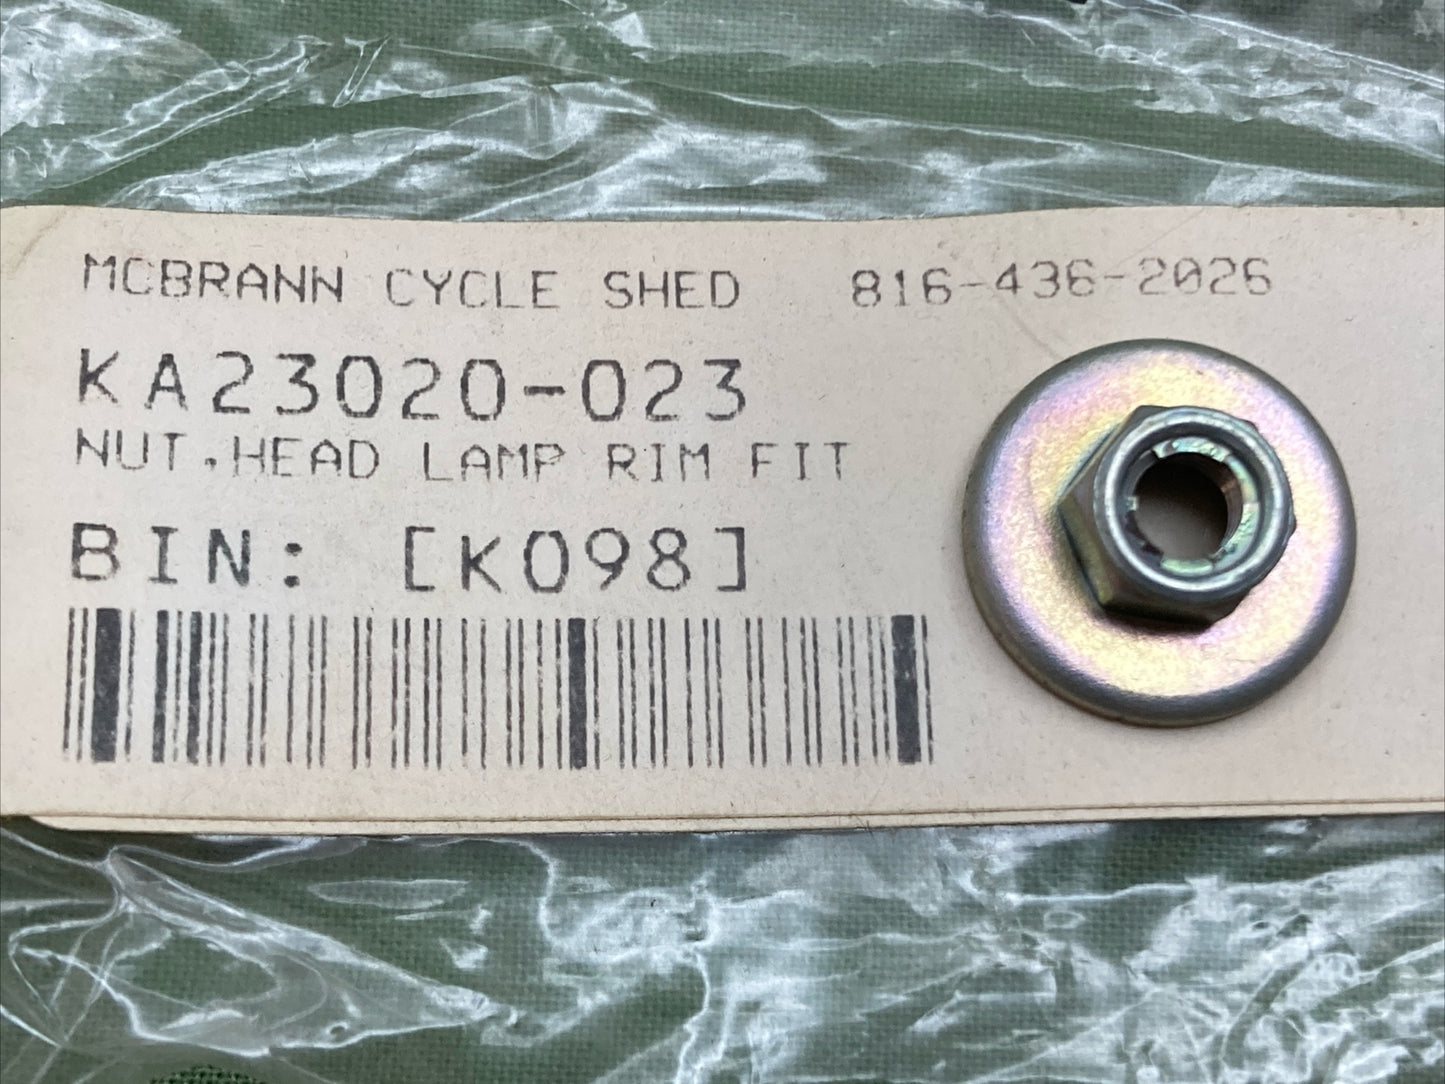 MCBRANN CYCLE SHED 816-436-2026
KA23020-023
NUT,HEAD LAMP RIM FIT
BIN: [K098]